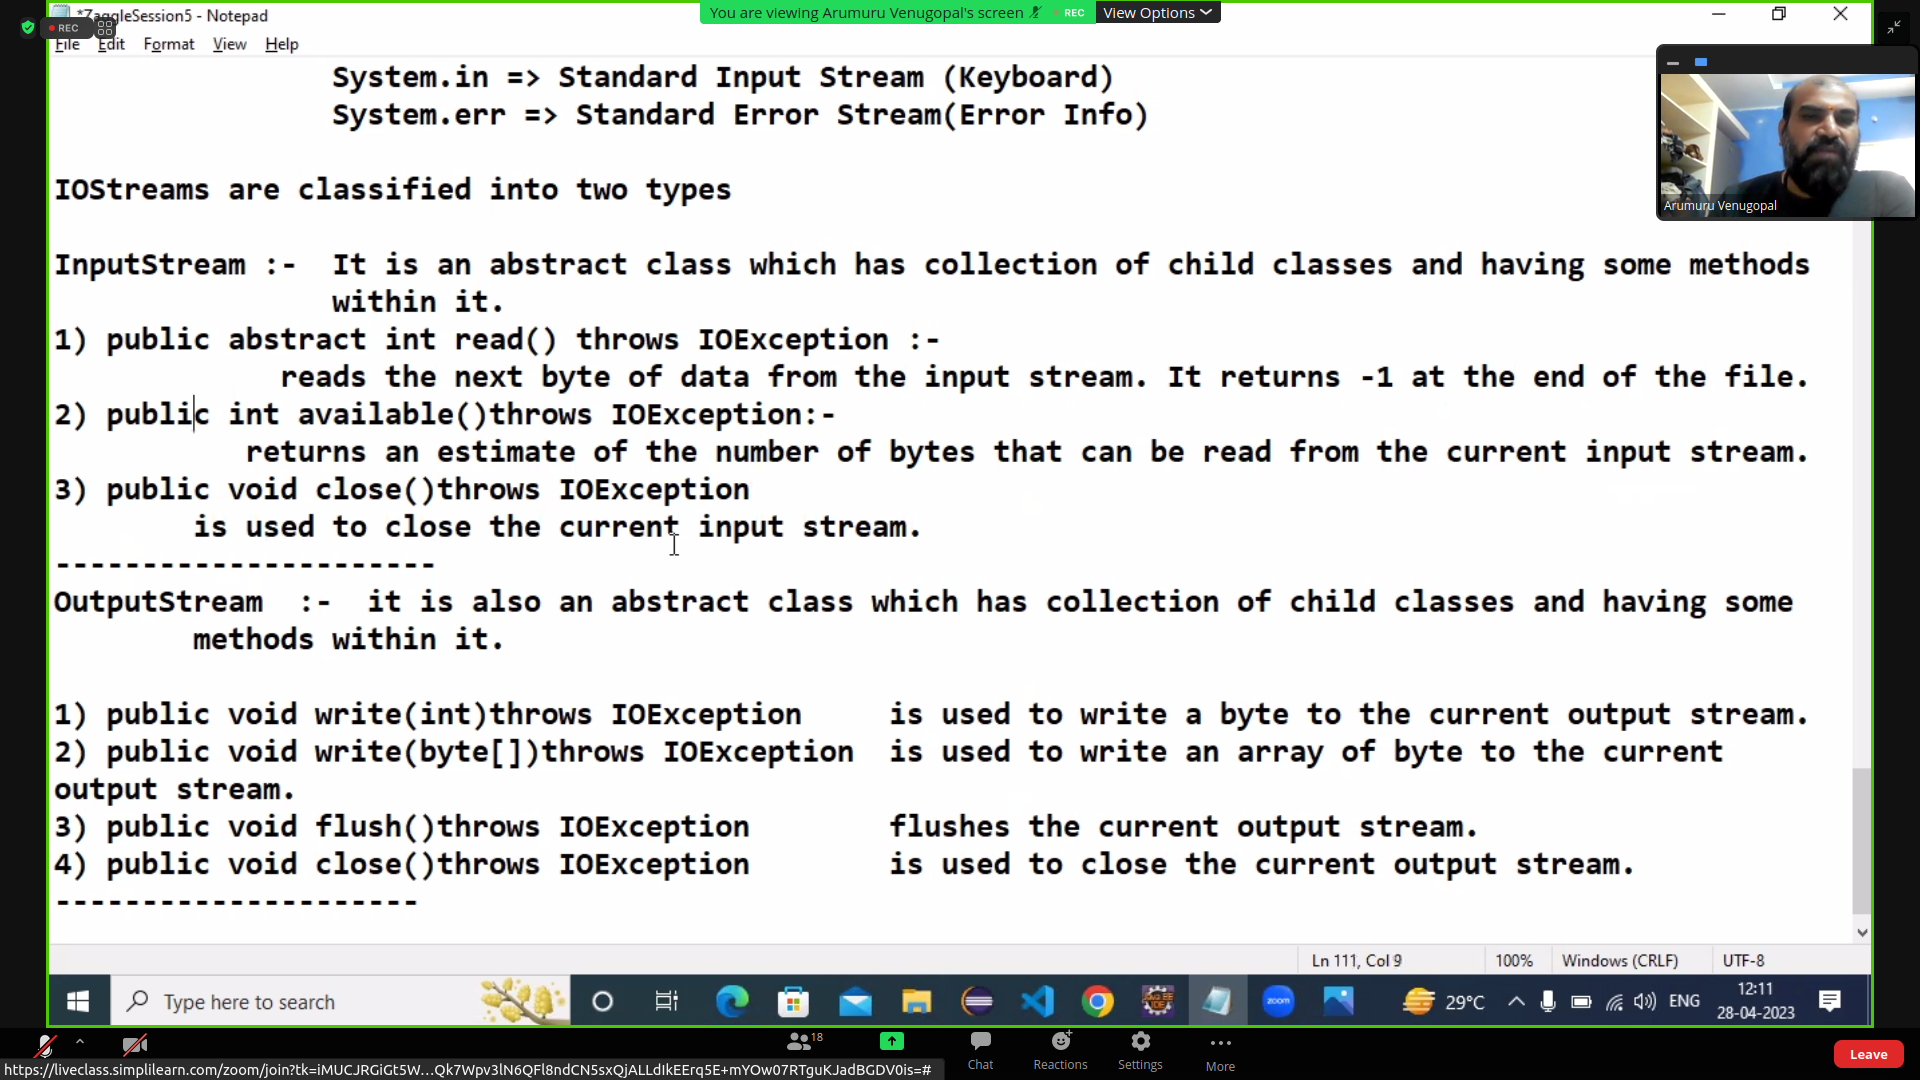 *ZaggleSession5 - Notepad
You are viewing Arumuru Venugopal's screen REC View Options
REC
File Edit Format View Help
System.in => Standard Input Stream (Keyboard)
System.err => Standard Error Stream(Error Info)
Arumuru Venugopal
IOStreams are classified into two types
InputStream :- It is an abstract class which has collection of child classes and having some methods
within it.
1) public abstract int read() throws IOException :-
reads the next byte of data from the input stream. It returns -1 at the end of the file.
2) public int available()throws IOException:-
returns an estimate of the number of bytes that can be read from the current input stream.
3) public void close()throws IOException
is used to close the current input stream.
----------------------
OutputStream :- it is also an abstract class which has collection of child classes and having some
methods within it.
1) public void write(int)throws IOException is used to write a byte to the current output stream.
2) public void write(byte[])throws IOException is used to write an array of byte to the current
output stream.
3) public void flush()throws IOException flushes the current output stream.
4) public void close()throws IOException is used to close the current output stream.
---------------------
Ln 111, Col 9 100% Windows (CRLF) UTF-8
Type here to search
zoom
29°C ENG
12:11
28-04-2023
18
Chat Reactions Settings More
Leave
https://liveclass.simplilearn.com/zoom/join?tk=iMUCJRGiGt5W…Qk7Wpv3lN6QFl8ndCN5sxQjALLdIkEErq5E+mYOw07RTguKJadBGDV0is=#